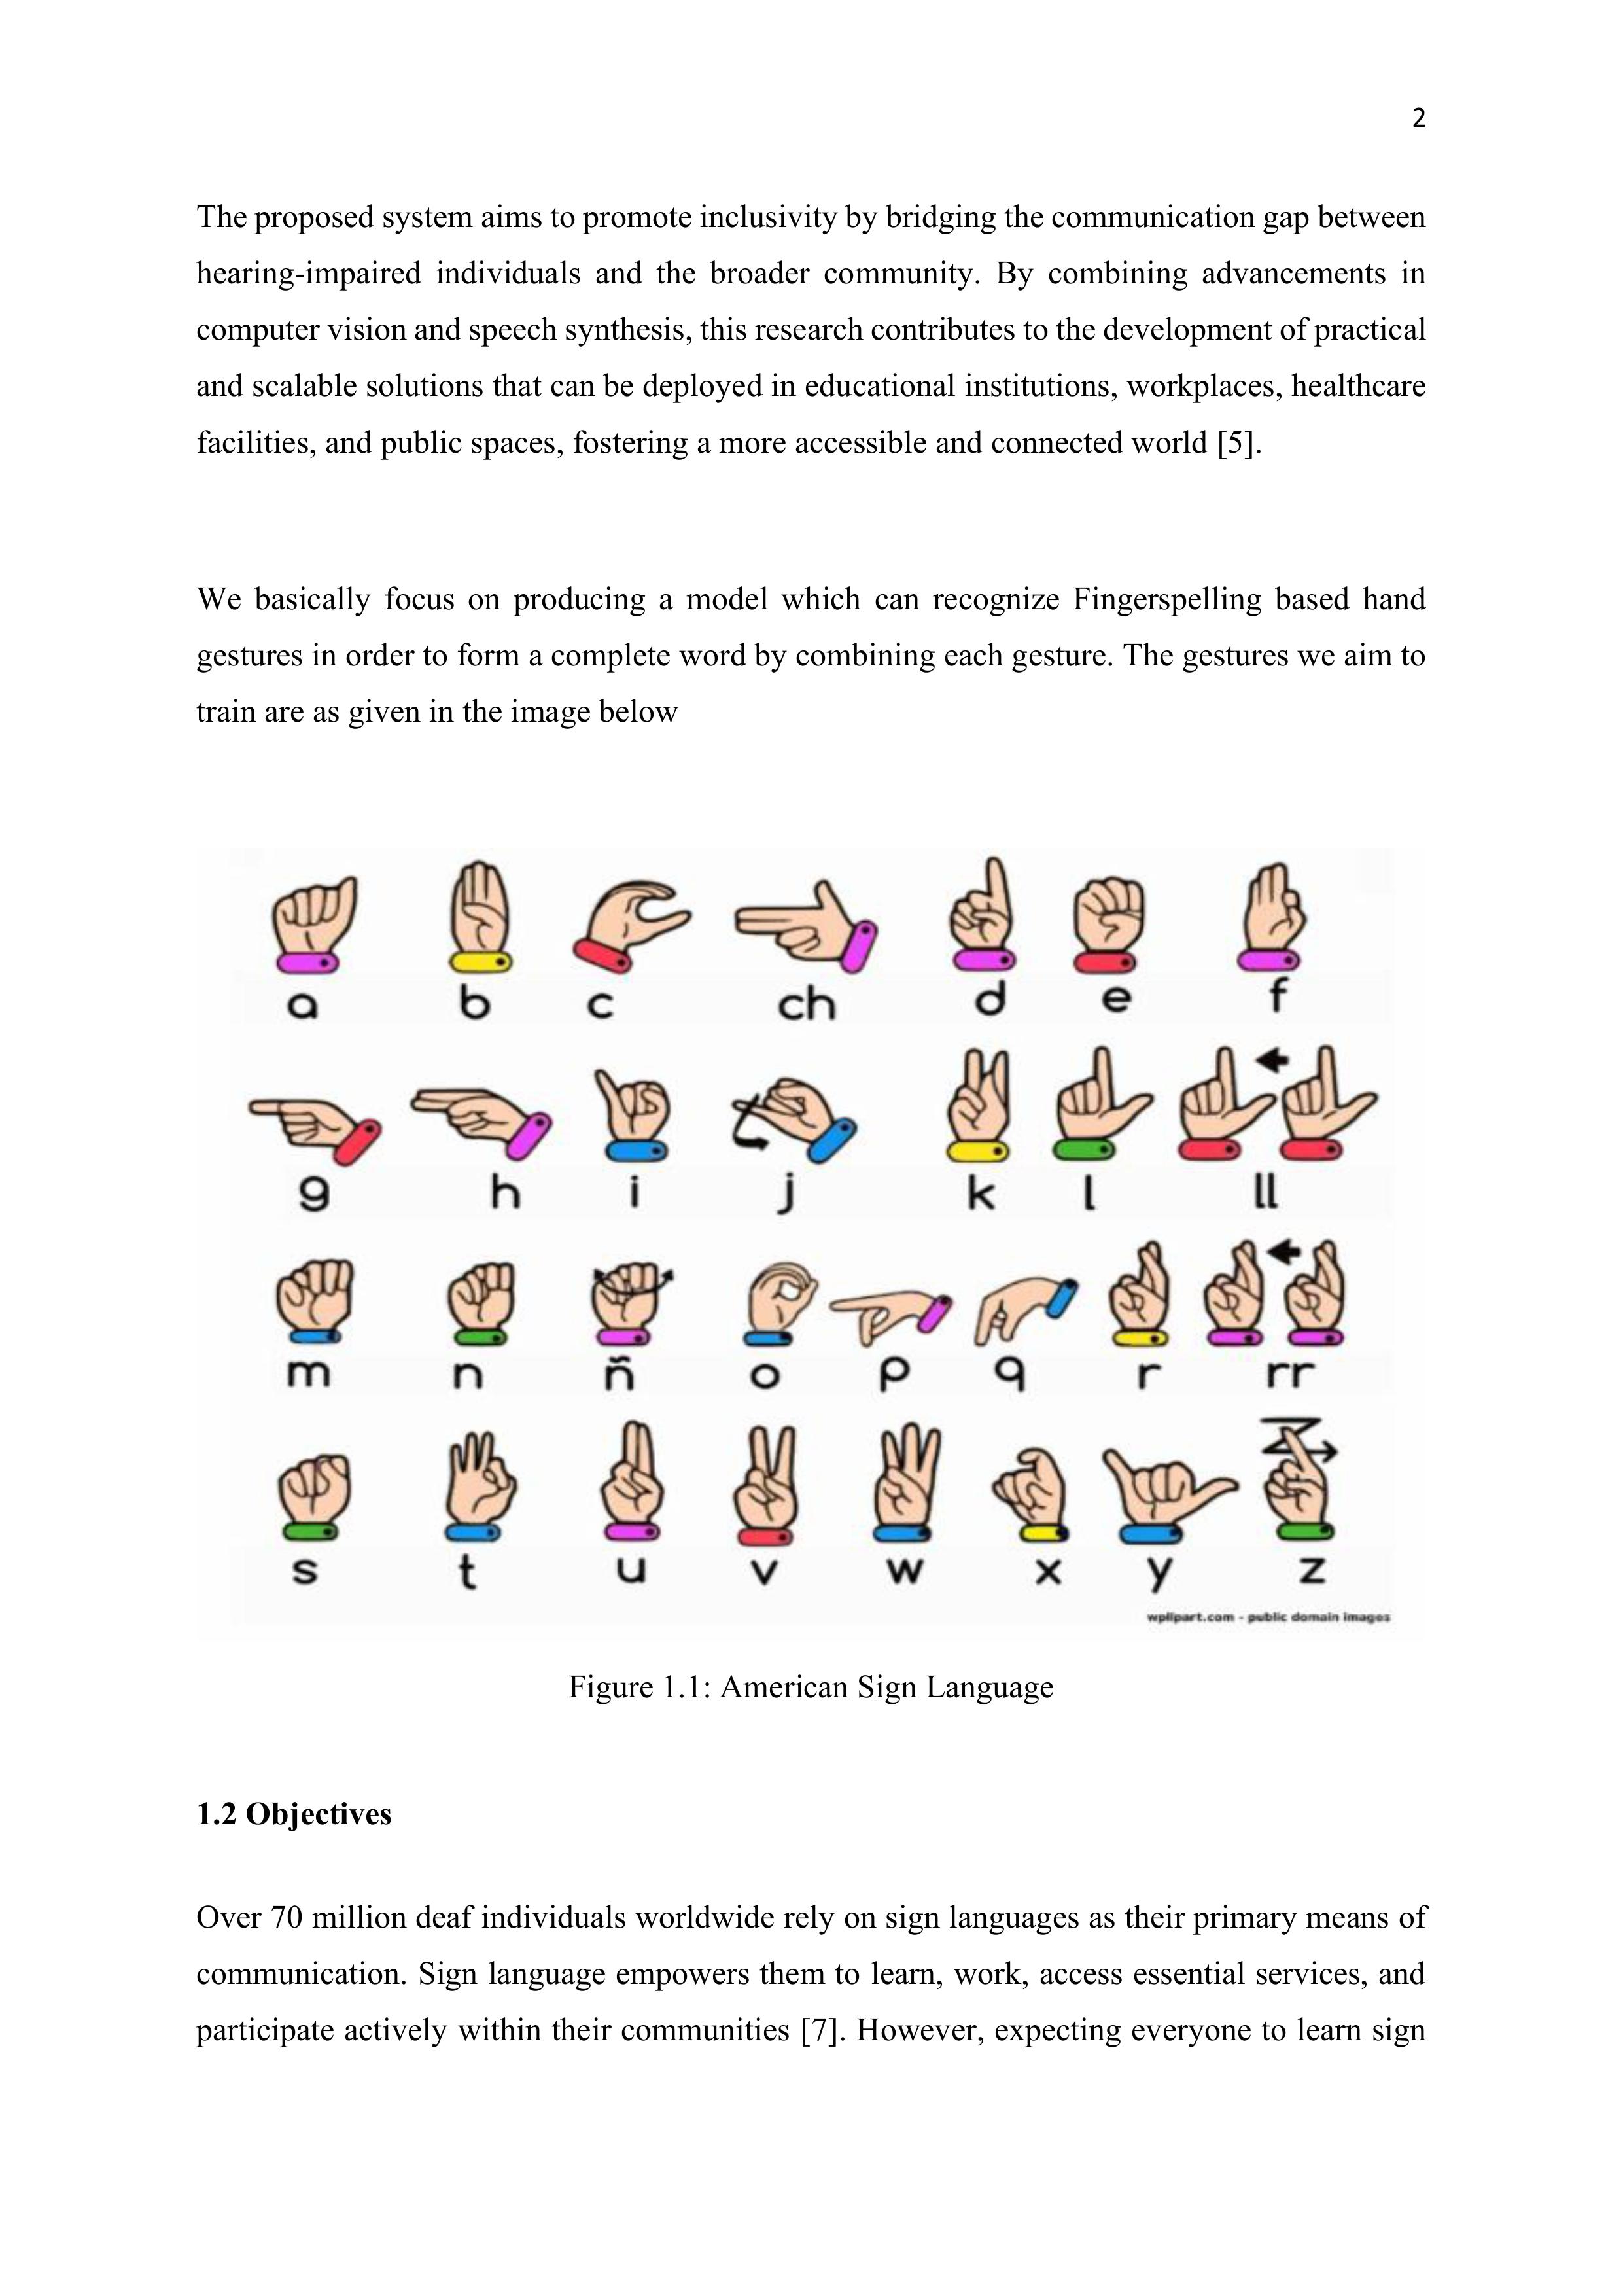 2
The proposed system aims to promote inclusivity by bridging the communication gap between
hearing-impaired individuals and the broader community. By combining advancements in
computer vision and speech synthesis, this research contributes to the development of practical
and scalable solutions that can be deployed in educational institutions, workplaces, healthcare
facilities, and public spaces, fostering a more accessible and connected world [5].
We basically focus on producing a model which can recognize Fingerspelling based hand
gestures in order to form a complete word by combining each gesture. The gestures we aim to
train are as given in the image below
a b c ch d e f
g h i j k l ll
m n ñ o p q r rr
s t u v w x y z
wplipart.com - public domain images
Figure 1.1: American Sign Language
1.2 Objectives
Over 70 million deaf individuals worldwide rely on sign languages as their primary means of
communication. Sign language empowers them to learn, work, access essential services, and
participate actively within their communities [7]. However, expecting everyone to learn sign